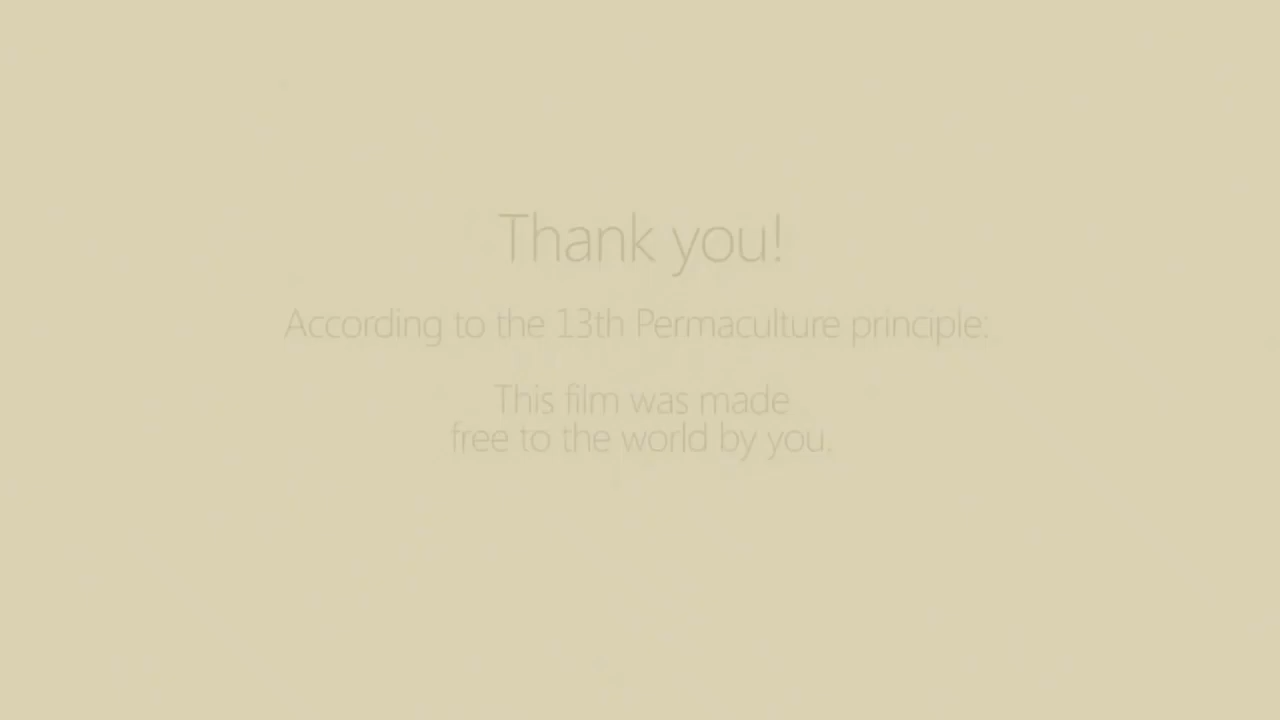 Thank you!
According to the 13th Permaculture principle:
This film was made
free to the world by you.